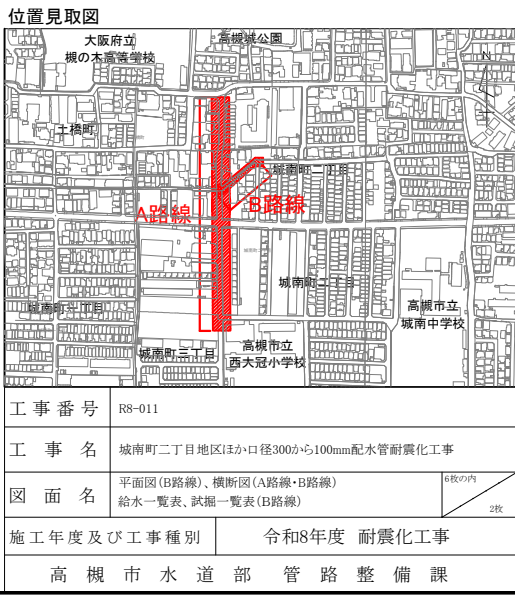 位置見取図
大阪府立
槻の木高等学校
高槻城公園
N
土橋町
城南町二丁目
A路線
B路線
城南町二丁目
城南町一丁目
高槻市立
城南中学校
城南町三丁目
高槻市立
西大冠小学校
工事番号 R8-011
工事名 城南町二丁目地区ほか口径300から100mm配水管耐震化工事
図面名 平面図(B路線)、横断図(A路線・B路線)
給水一覧表、試掘一覧表(B路線)
6枚の内
2枚
施工年度及び工事種別 令和8年度 耐震化工事
高槻市水道部 管路整備課